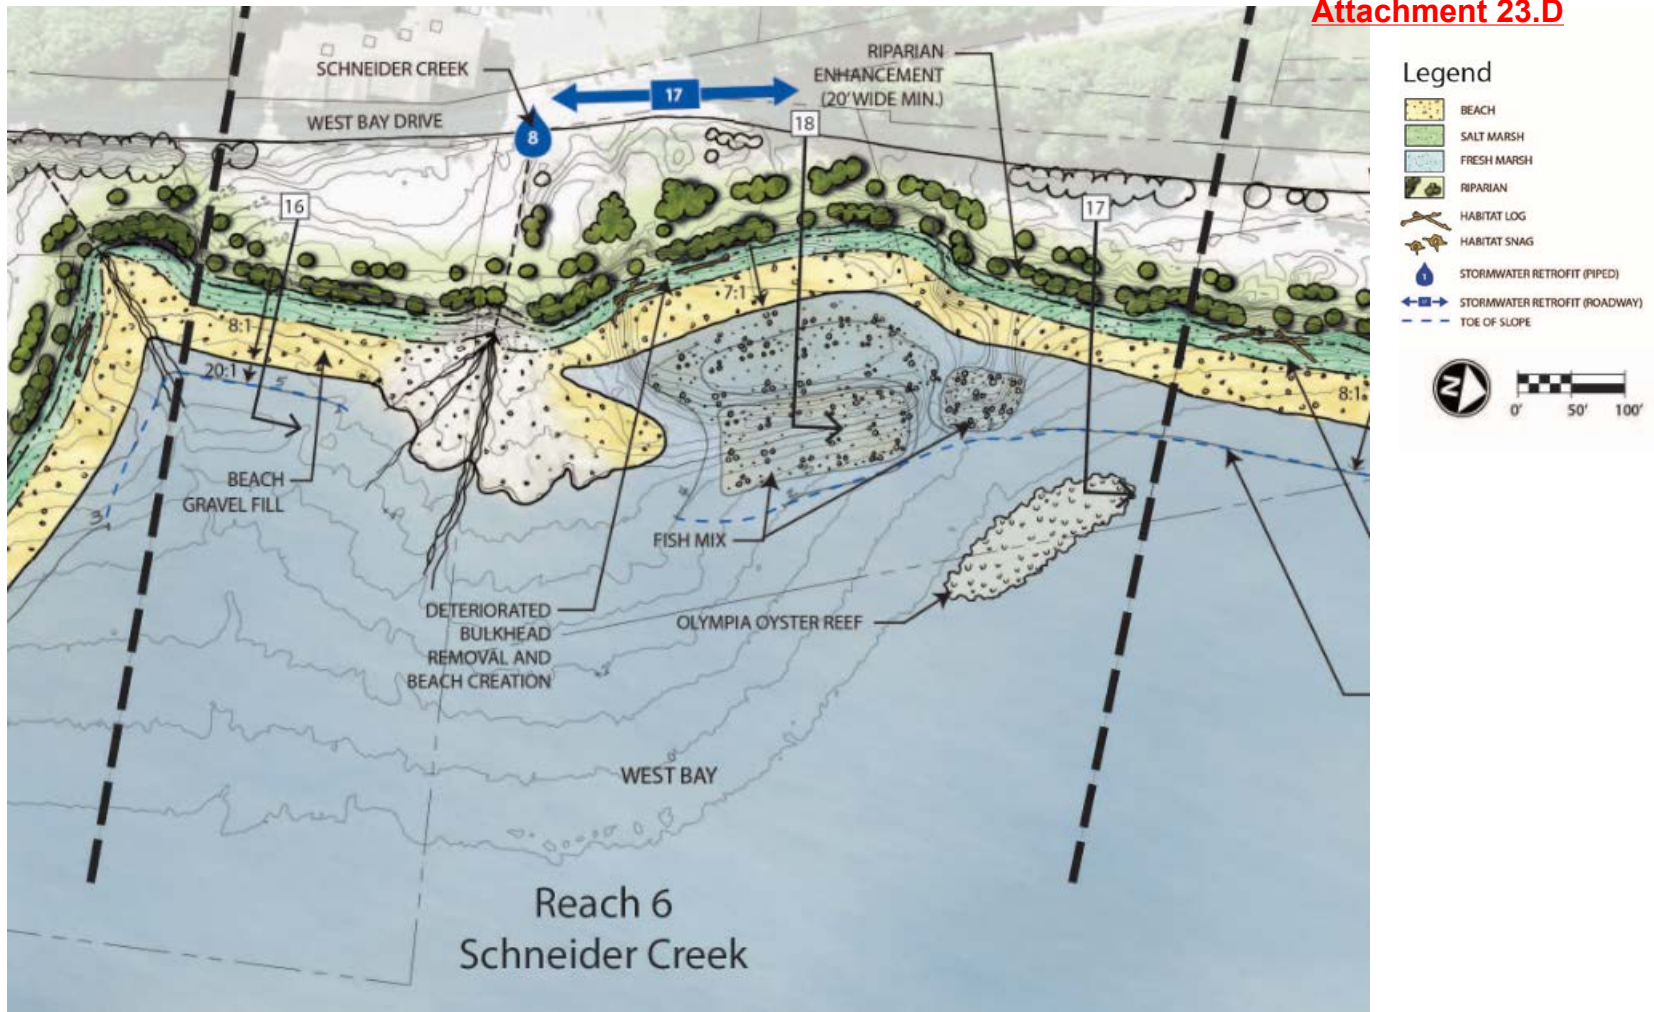 Attachment 23.D
SCHNEIDER CREEK
WEST BAY DRIVE
8
17
RIPARIAN
ENHANCEMENT
(20' WIDE MIN.)
18
16
17
7:1
8:1
20:1
5
8:1
3
BEACH
GRAVEL FILL
FISH MIX
DETERIORATED
BULKHEAD
REMOVAL AND
BEACH CREATION
OLYMPIA OYSTER REEF
WEST BAY
Reach 6
Schneider Creek
Legend
BEACH
SALT MARSH
FRESH MARSH
RIPARIAN
HABITAT LOG
HABITAT SNAG
STORMWATER RETROFIT (PIPED)
STORMWATER RETROFIT (ROADWAY)
TOE OF SLOPE
N
0' 50' 100'